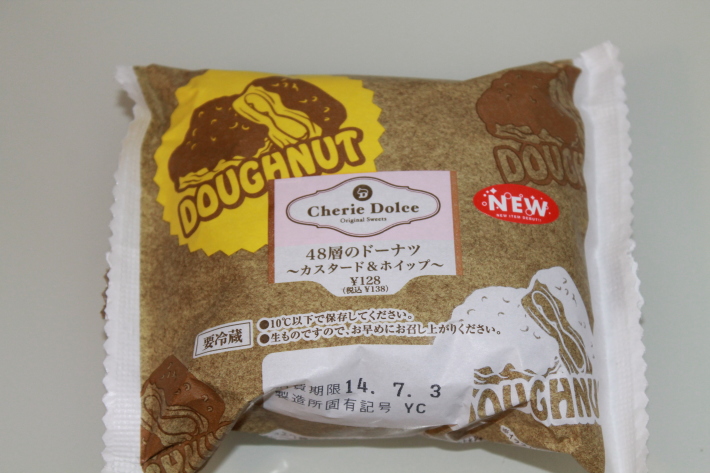 DOUGHNUT
DOUGHNUT
Cherie Dolce
Original Sweets
NEW
48層のドーナツ
～カスタード&ホイップ～
¥128
(税込 ¥138)
要冷蔵
●10℃以下で保存してください。
●生ものですので、お早めにお召し上がりください。
期限 14. 7. 3
製造所固有記号 YC
DOUGHNUT